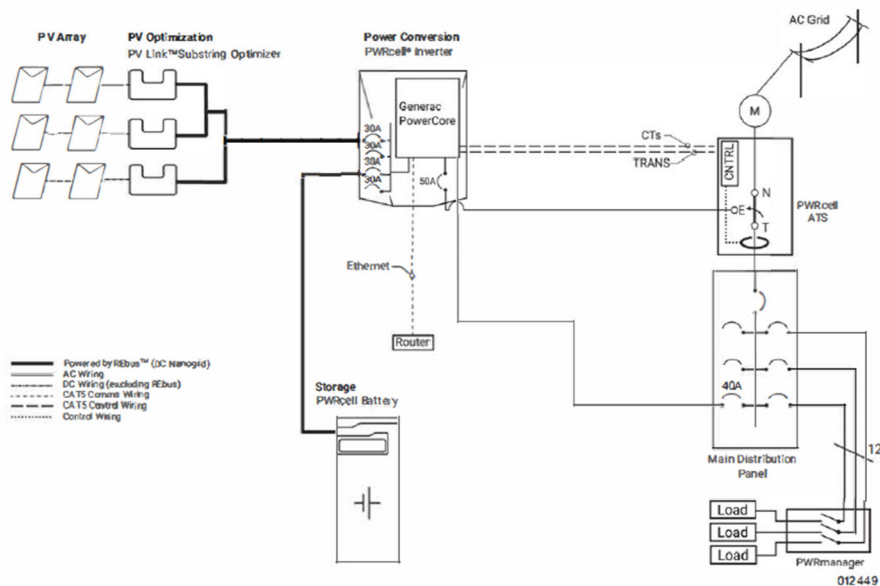 PV Array
PV Optimization
PV Link™Substring Optimizer
Power Conversion
PWRcell® Inverter
AC Grid
Generac
PowerCore
30A
30A
30A
30A
50A
CTs
TRANS
M
CNTRL
N
E
T
PWRcell
ATS
Ethernet
Router
Powered by REbus™ (DC Nanogrid)
AC Wiring
DC Wiring (excluding REbus)
CAT5 Comms Wiring
CAT5 Control Wiring
Control Wiring
Storage
PWRcell Battery
40A
Main Distribution
Panel
12
Load
Load
Load
PWRmanager
012449